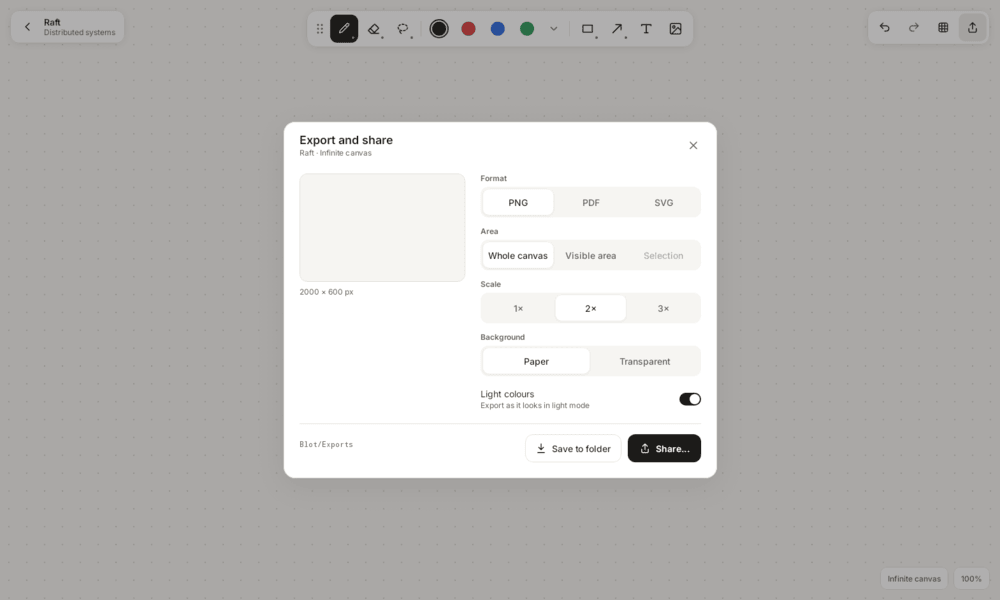 Raft
Distributed systems
Export and share
Raft · Infinite canvas
2000 × 600 px
Format
PNG PDF SVG
Area
Whole canvas Visible area Selection
Scale
1× 2× 3×
Background
Paper Transparent
Light colours
Export as it looks in light mode
Blot/Exports
Save to folder Share...
Infinite canvas 100%